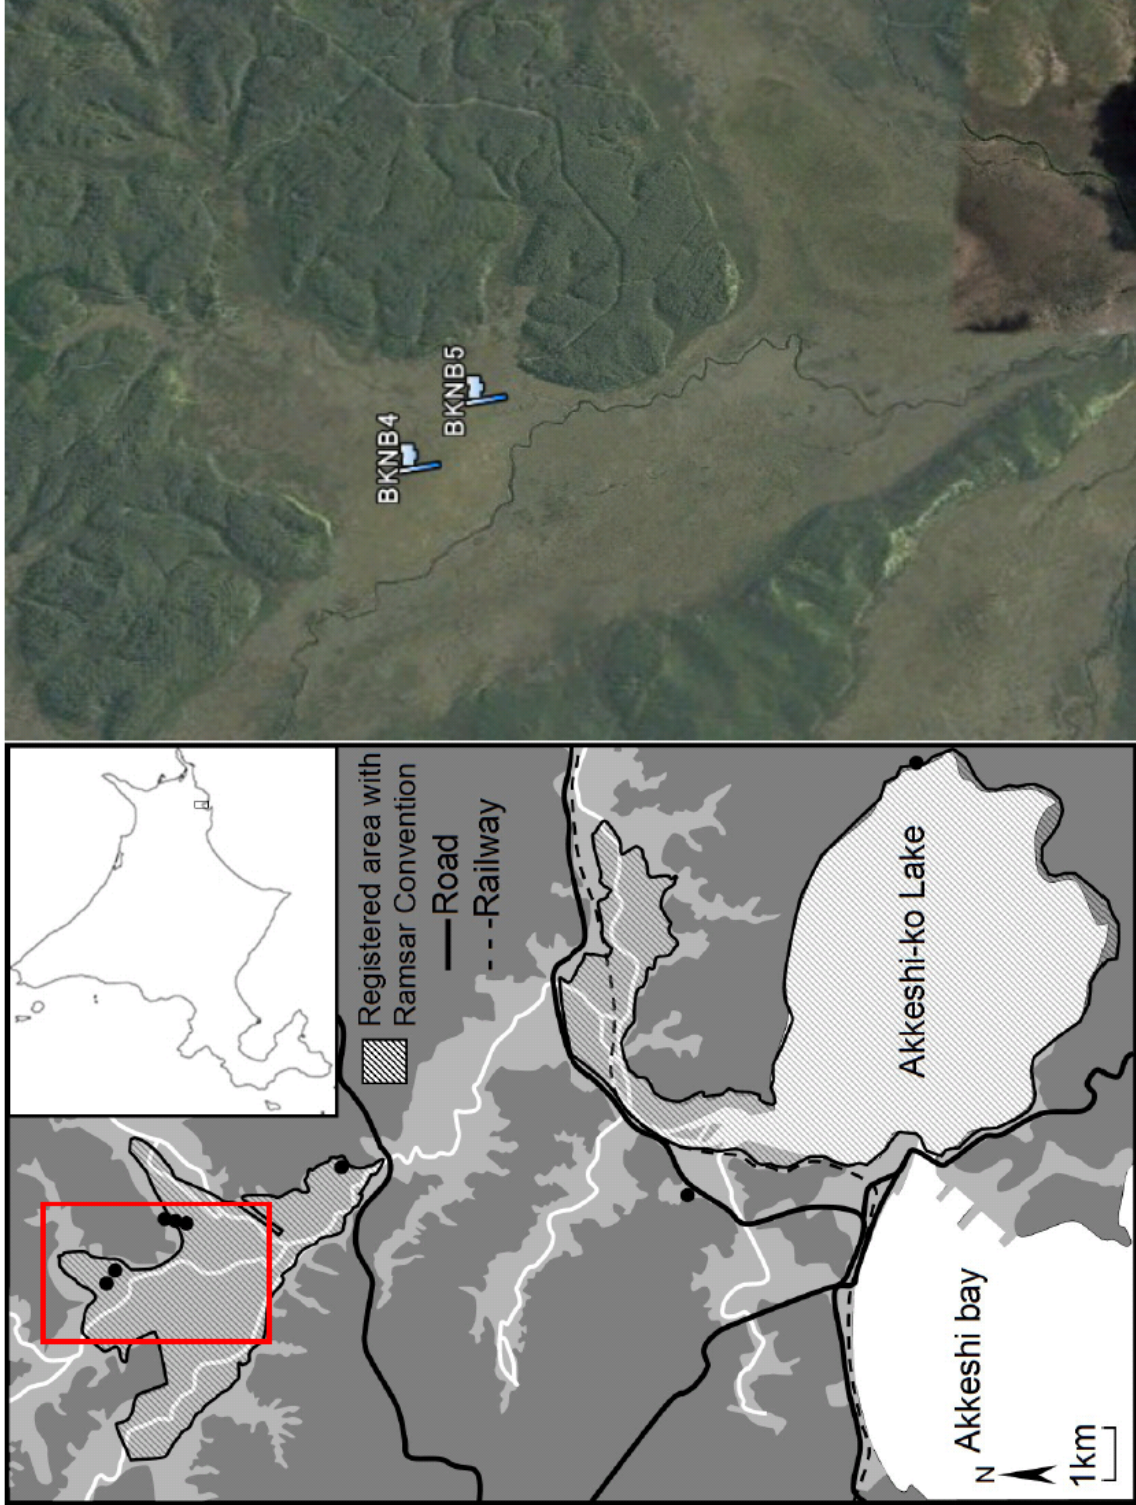 BKNB4
BKNB5
Registered area with
Ramsar Convention
Road
Railway
Akkeshi-ko Lake
Akkeshi bay
N
1km